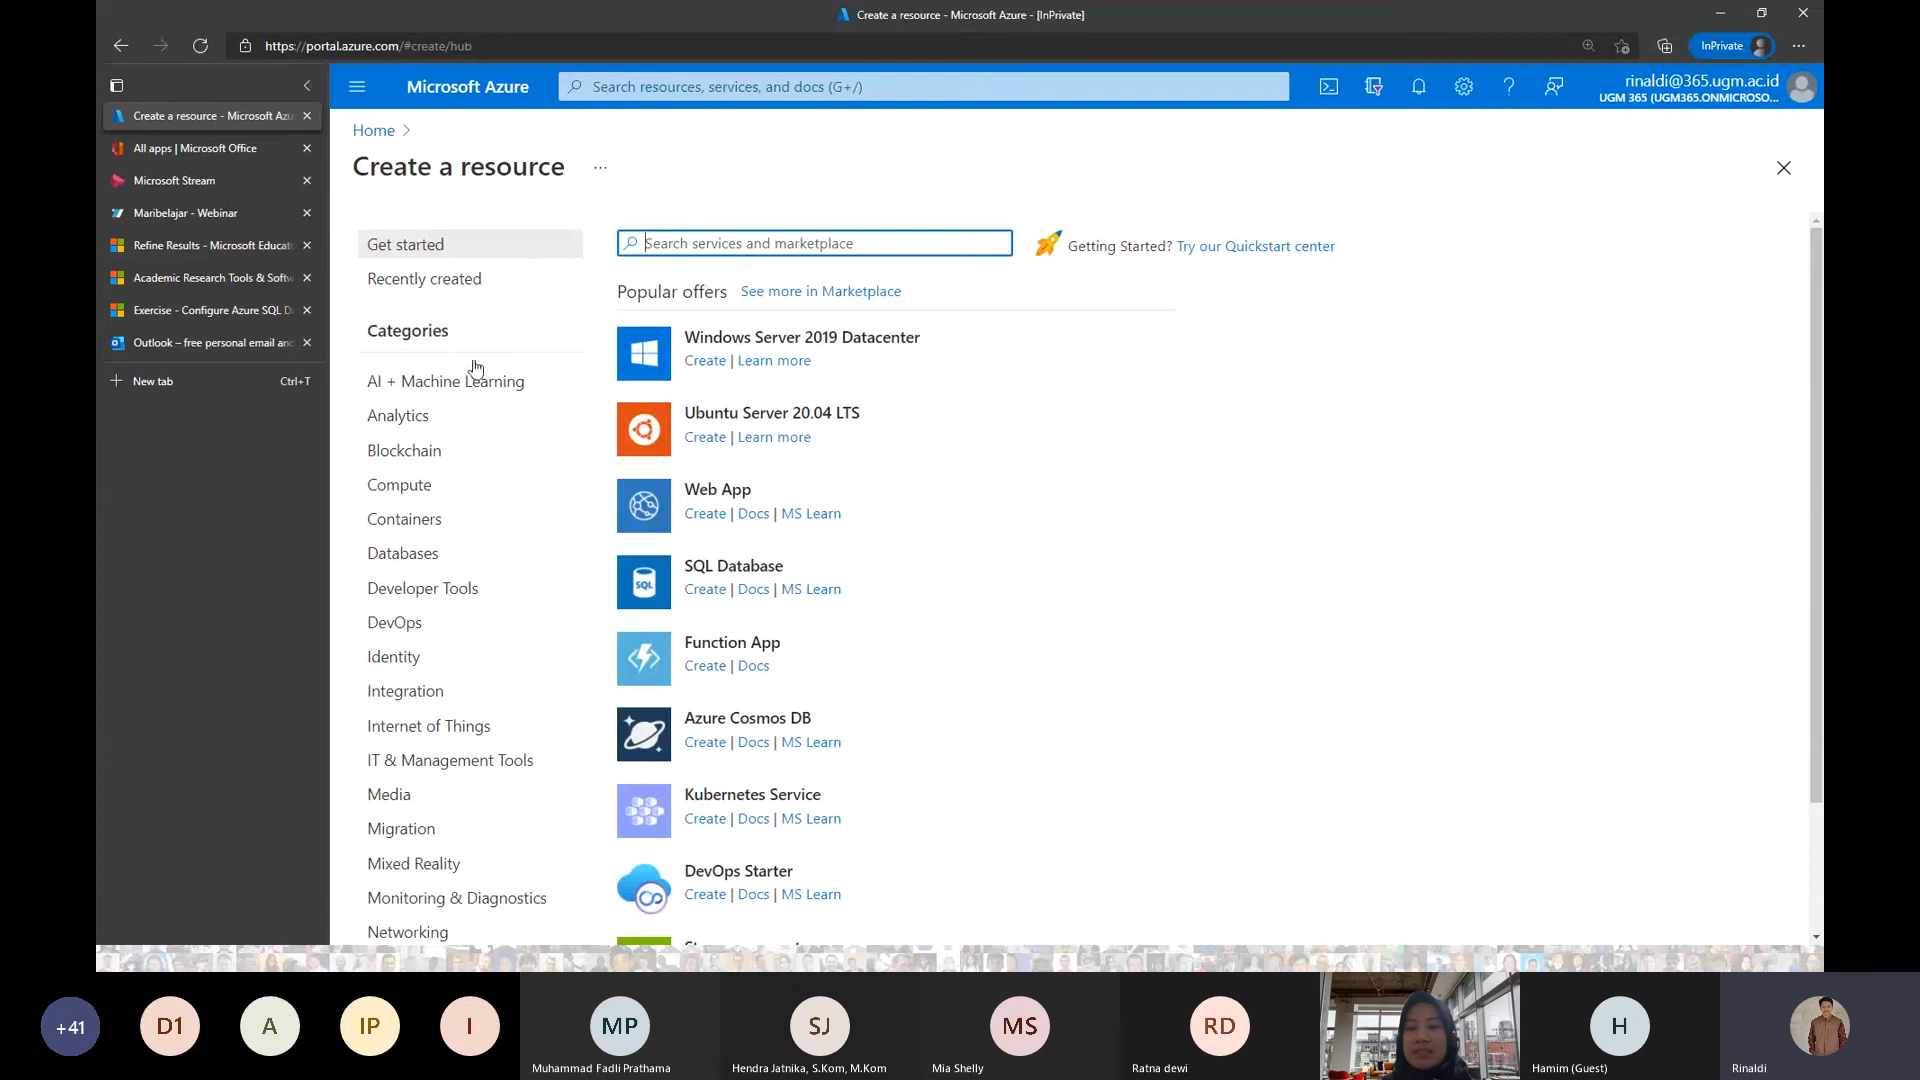 Create a resource - Microsoft Azure - [InPrivate]
https://portal.azure.com/#create/hub
InPrivate
Create a resource - Microsoft Azu
All apps | Microsoft Office
Microsoft Stream
Maribelajar - Webinar
Refine Results - Microsoft Educat
Academic Research Tools & Softw
Exercise - Configure Azure SQL D
Outlook – free personal email and
New tab Ctrl+T
Microsoft Azure
Search resources, services, and docs (G+/)
rinaldi@365.ugm.ac.id
UGM 365 (UGM365.ONMICROSO...
Home
Create a resource ...
Get started
Recently created
Categories
AI + Machine Learning
Analytics
Blockchain
Compute
Containers
Databases
Developer Tools
DevOps
Identity
Integration
Internet of Things
IT & Management Tools
Media
Migration
Mixed Reality
Monitoring & Diagnostics
Networking
Search services and marketplace
Getting Started? Try our Quickstart center
Popular offers See more in Marketplace
Windows Server 2019 Datacenter
Create | Learn more
Ubuntu Server 20.04 LTS
Create | Learn more
Web App
Create | Docs | MS Learn
SQL
SQL Database
Create | Docs | MS Learn
Function App
Create | Docs
Azure Cosmos DB
Create | Docs | MS Learn
Kubernetes Service
Create | Docs | MS Learn
DevOps Starter
Create | Docs | MS Learn
+41
D1
A
IP
I
MP
Muhammad Fadli Prathama
SJ
Hendra Jatnika, S.Kom, M.Kom
MS
Mia Shelly
RD
Ratna dewi
H
Hamim (Guest)
Rinaldi